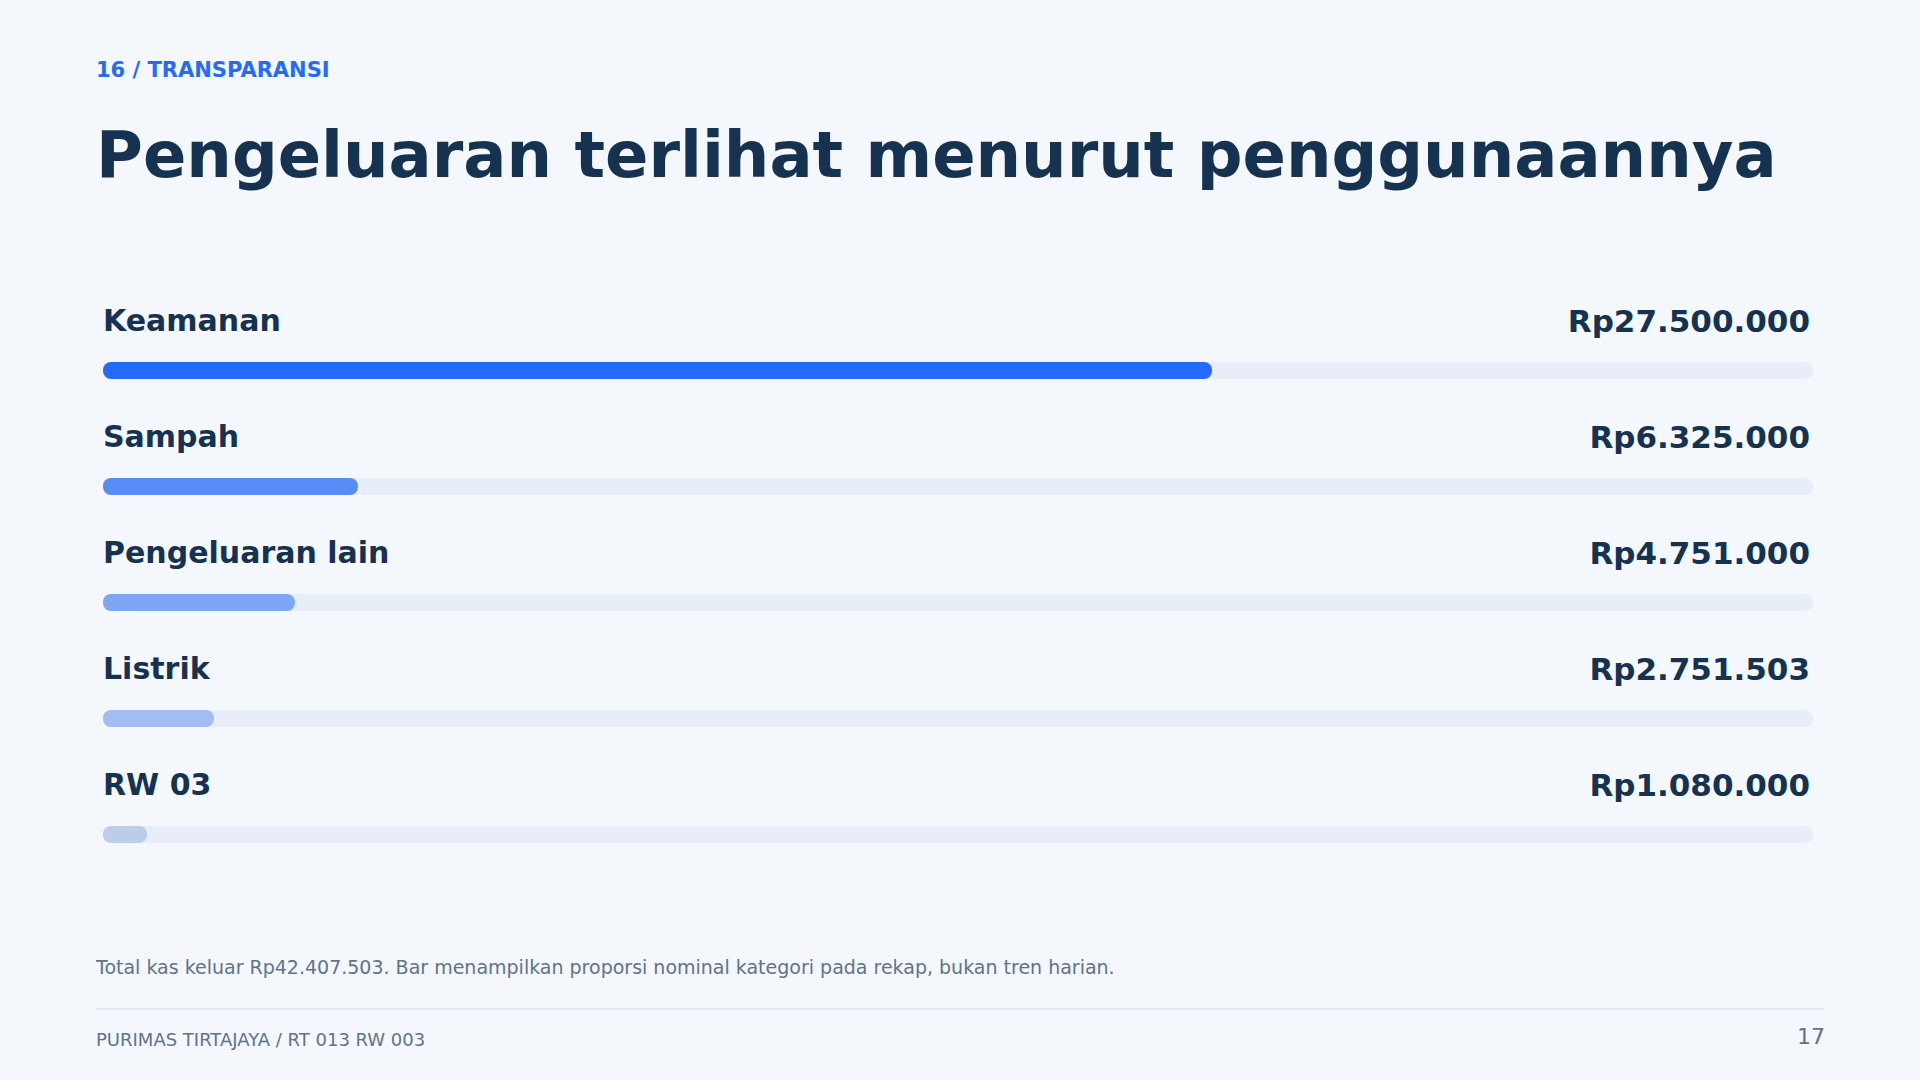 16 / TRANSPARANSI
Pengeluaran terlihat menurut penggunaannya
Keamanan Rp27.500.000
Sampah Rp6.325.000
Pengeluaran lain Rp4.751.000
Listrik Rp2.751.503
RW 03 Rp1.080.000
Total kas keluar Rp42.407.503. Bar menampilkan proporsi nominal kategori pada rekap, bukan tren harian.
PURIMAS TIRTAJAYA / RT 013 RW 003 17